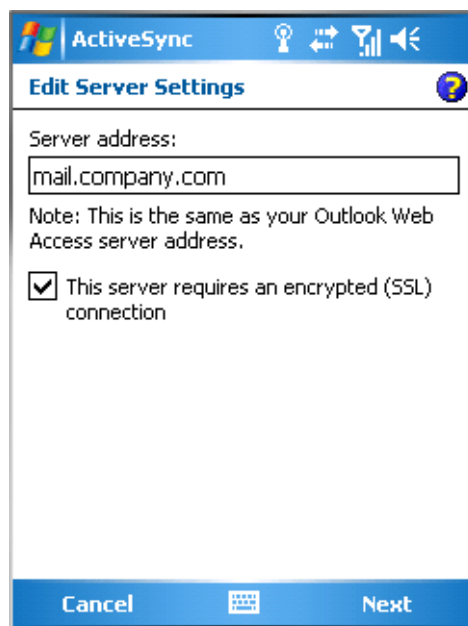 ActiveSync
Edit Server Settings
Server address:
mail.company.com
Note: This is the same as your Outlook Web
Access server address.
This server requires an encrypted (SSL)
connection
Cancel
Next